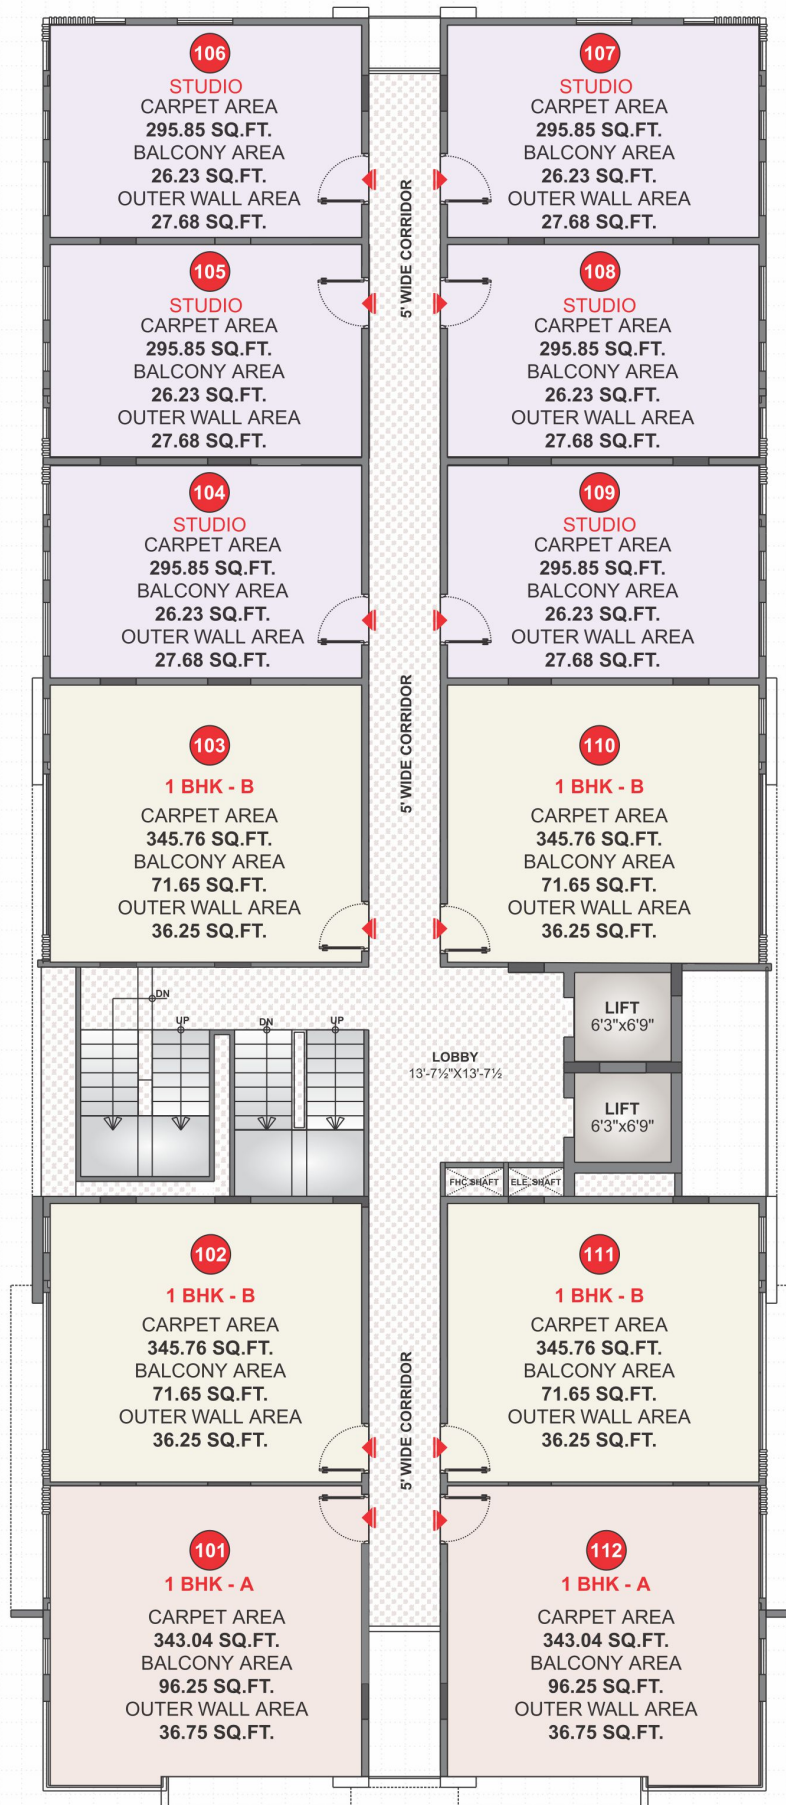 106
STUDIO
CARPET AREA
295.85 SQ.FT.
BALCONY AREA
26.23 SQ.FT.
OUTER WALL AREA
27.68 SQ.FT.
107
STUDIO
CARPET AREA
295.85 SQ.FT.
BALCONY AREA
26.23 SQ.FT.
OUTER WALL AREA
27.68 SQ.FT.
5' WIDE CORRIDOR
105
STUDIO
CARPET AREA
295.85 SQ.FT.
BALCONY AREA
26.23 SQ.FT.
OUTER WALL AREA
27.68 SQ.FT.
108
STUDIO
CARPET AREA
295.85 SQ.FT.
BALCONY AREA
26.23 SQ.FT.
OUTER WALL AREA
27.68 SQ.FT.
104
STUDIO
CARPET AREA
295.85 SQ.FT.
BALCONY AREA
26.23 SQ.FT.
OUTER WALL AREA
27.68 SQ.FT.
109
STUDIO
CARPET AREA
295.85 SQ.FT.
BALCONY AREA
26.23 SQ.FT.
OUTER WALL AREA
27.68 SQ.FT.
5' WIDE CORRIDOR
103
1 BHK - B
CARPET AREA
345.76 SQ.FT.
BALCONY AREA
71.65 SQ.FT.
OUTER WALL AREA
36.25 SQ.FT.
110
1 BHK - B
CARPET AREA
345.76 SQ.FT.
BALCONY AREA
71.65 SQ.FT.
OUTER WALL AREA
36.25 SQ.FT.
DN
UP
DN
UP
LOBBY
13'-7½"X13'-7½
LIFT
6'3"x6'9"
LIFT
6'3"x6'9"
FHC SHAFT
ELE. SHAFT
102
1 BHK - B
CARPET AREA
345.76 SQ.FT.
BALCONY AREA
71.65 SQ.FT.
OUTER WALL AREA
36.25 SQ.FT.
111
1 BHK - B
CARPET AREA
345.76 SQ.FT.
BALCONY AREA
71.65 SQ.FT.
OUTER WALL AREA
36.25 SQ.FT.
5' WIDE CORRIDOR
101
1 BHK - A
CARPET AREA
343.04 SQ.FT.
BALCONY AREA
96.25 SQ.FT.
OUTER WALL AREA
36.75 SQ.FT.
112
1 BHK - A
CARPET AREA
343.04 SQ.FT.
BALCONY AREA
96.25 SQ.FT.
OUTER WALL AREA
36.75 SQ.FT.